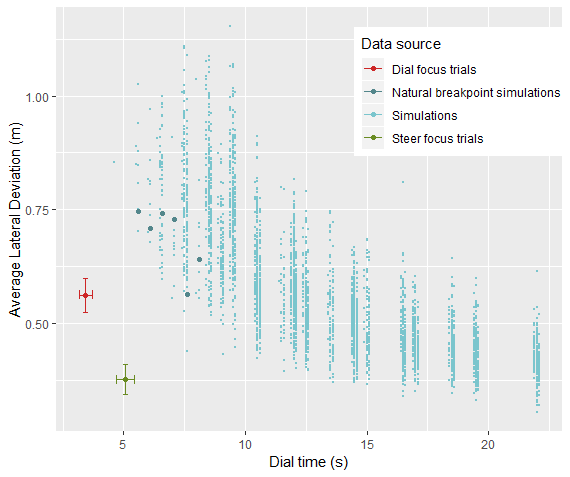 Data source
Dial focus trials
Natural breakpoint simulations
Simulations
Steer focus trials
1.00
0.75
0.50
Average Lateral Deviation (m)
5
10
15
20
Dial time (s)